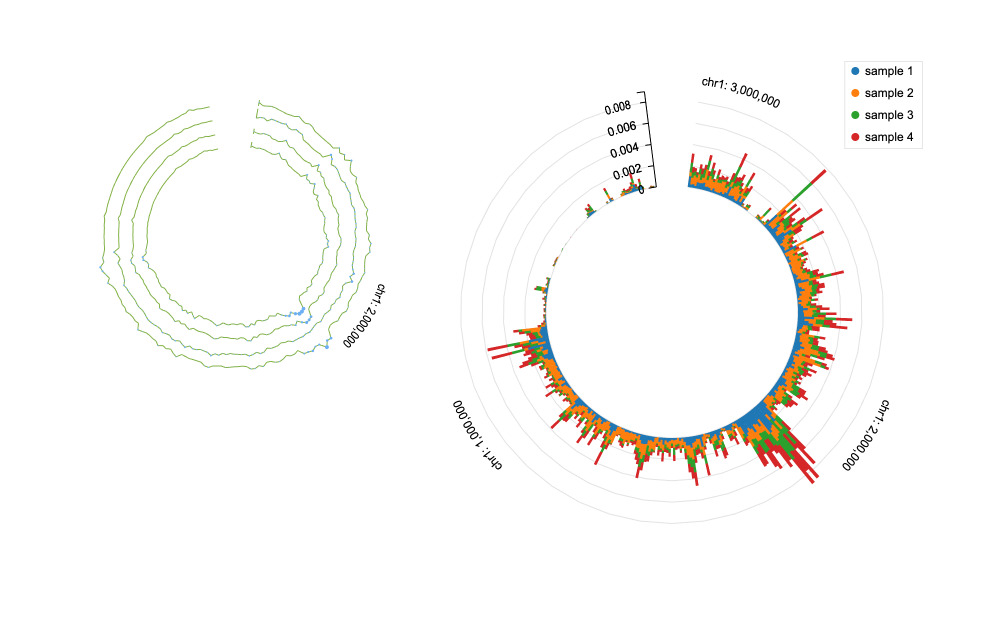 chr1: 2,000,000
0.008
0.006
0.004
0.002
0
chr1: 3,000,000
chr1: 2,000,000
chr1: 1,000,000
sample 1
sample 2
sample 3
sample 4